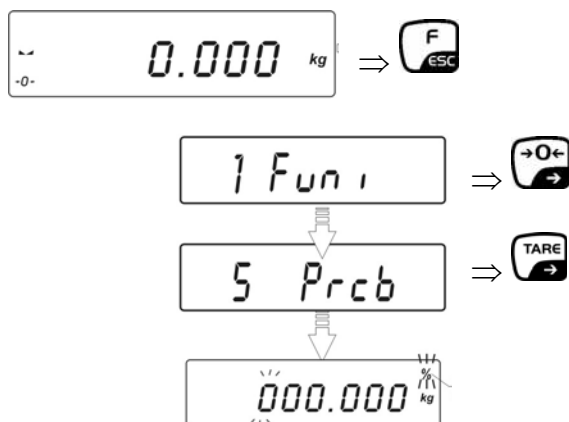 0.000 kg ⇒ F ESC
-0-
1 Funi ⇒ →0← →
5 Prcb ⇒ TARE →
000.000 % kg